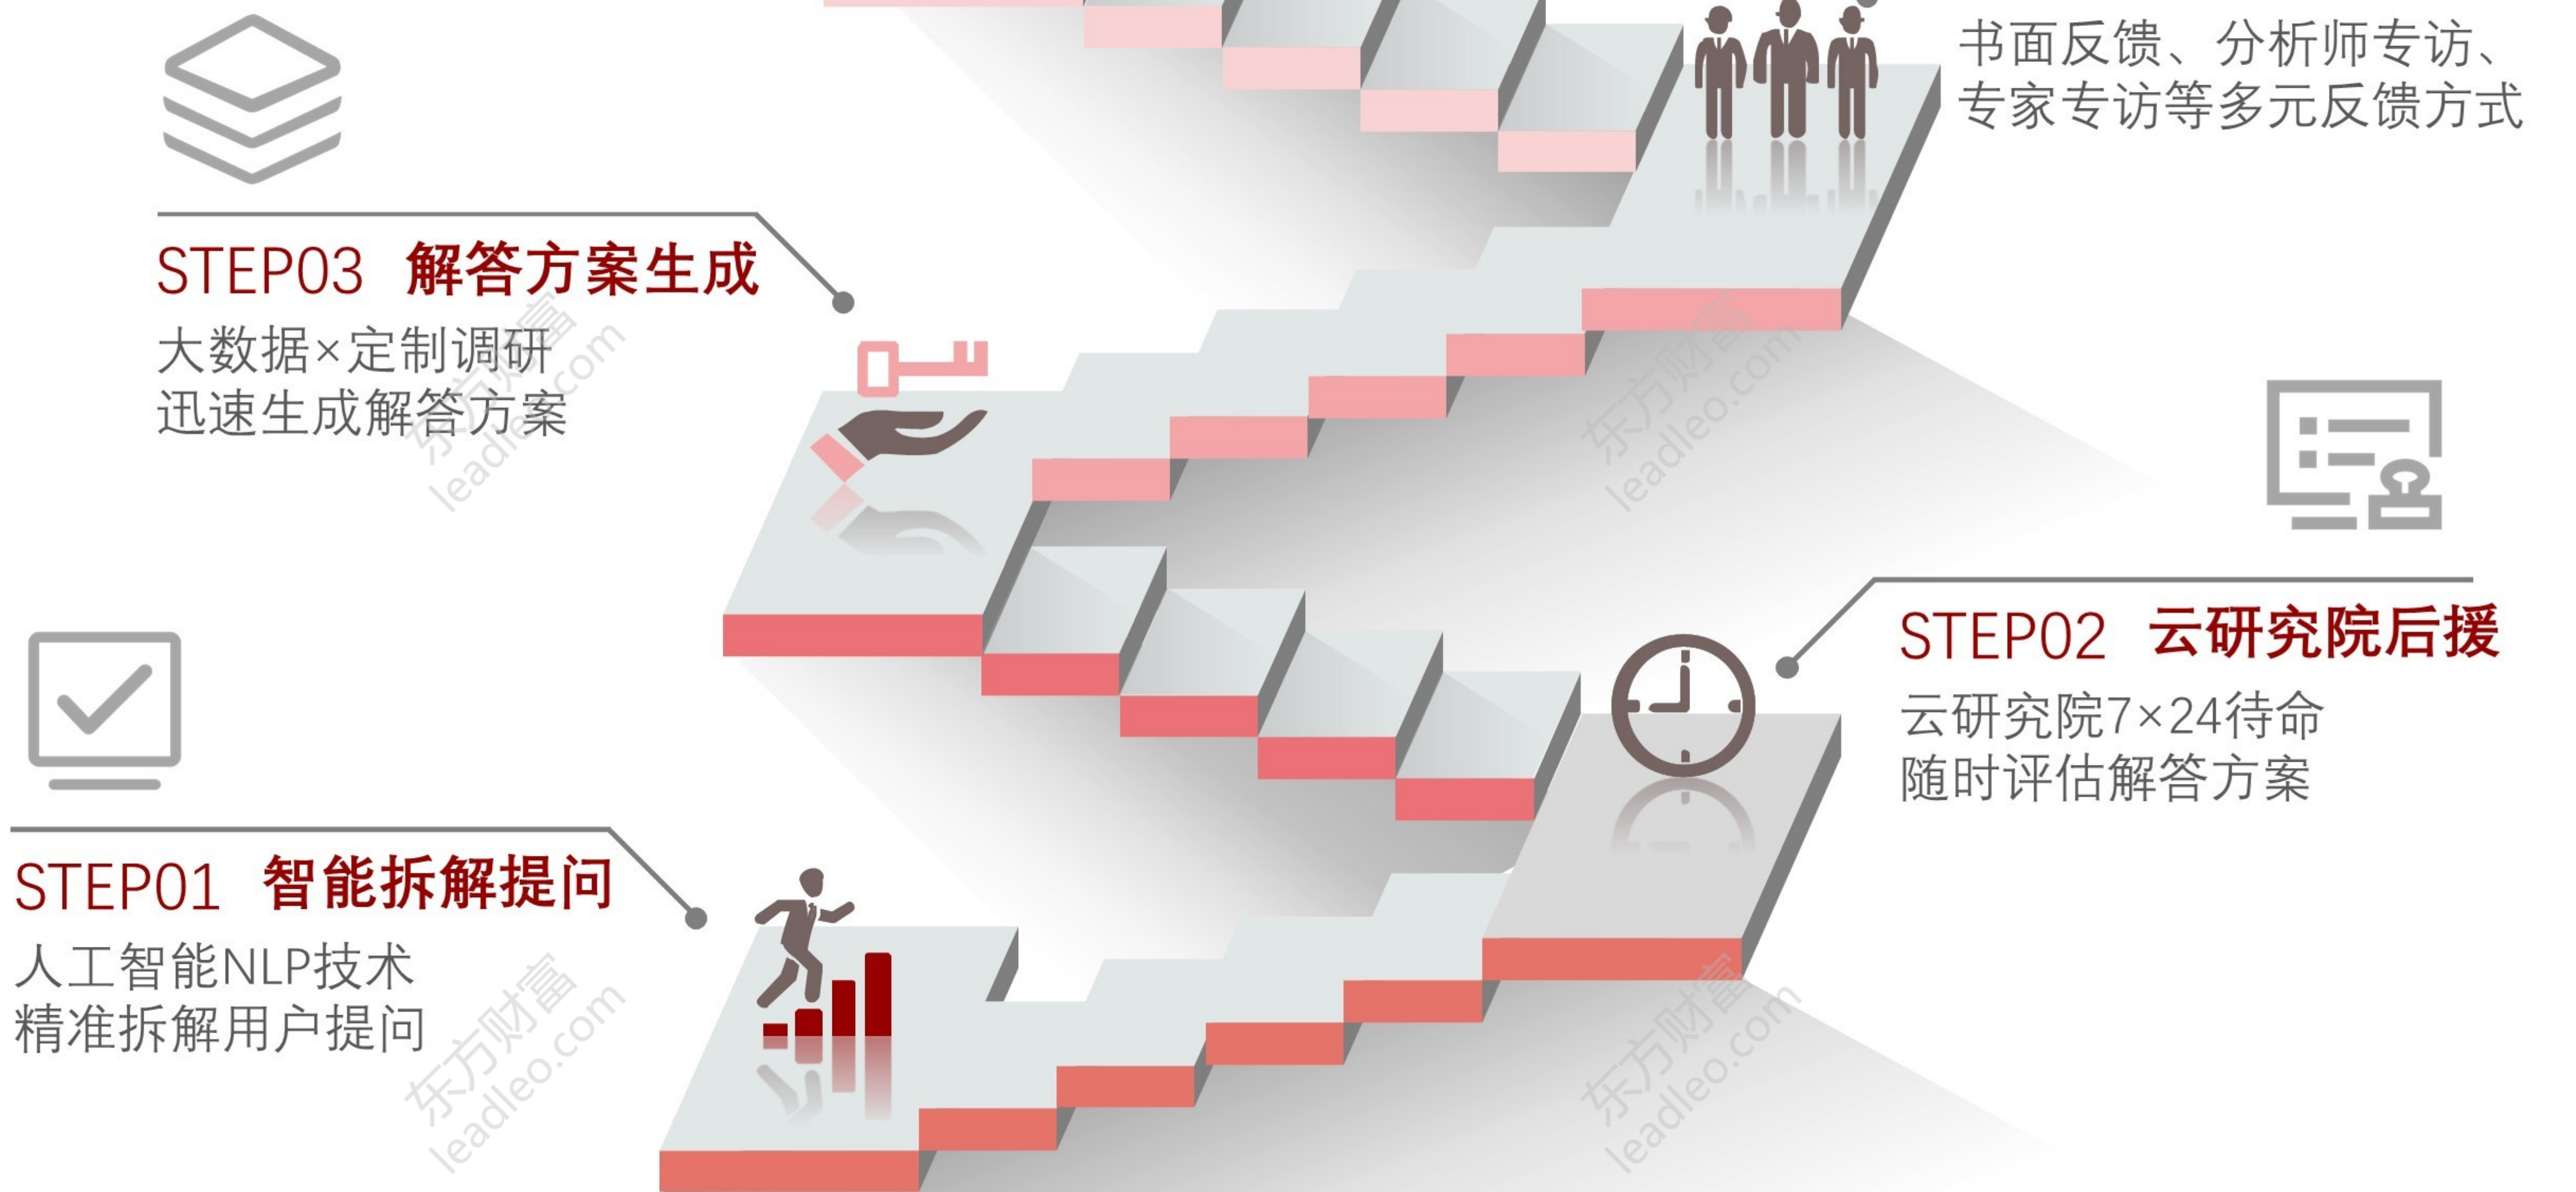 书面反馈、分析师专访、
专家专访等多元反馈方式
STEP03 解答方案生成
大数据×定制调研
迅速生成解答方案
东方财富
leadleo.com
东方财富
leadleo.com
STEP02 云研究院后援
云研究院7×24待命
随时评估解答方案
STEP01 智能拆解提问
人工智能NLP技术
精准拆解用户提问
东方财富
leadleo.com
东方财富
leadleo.com